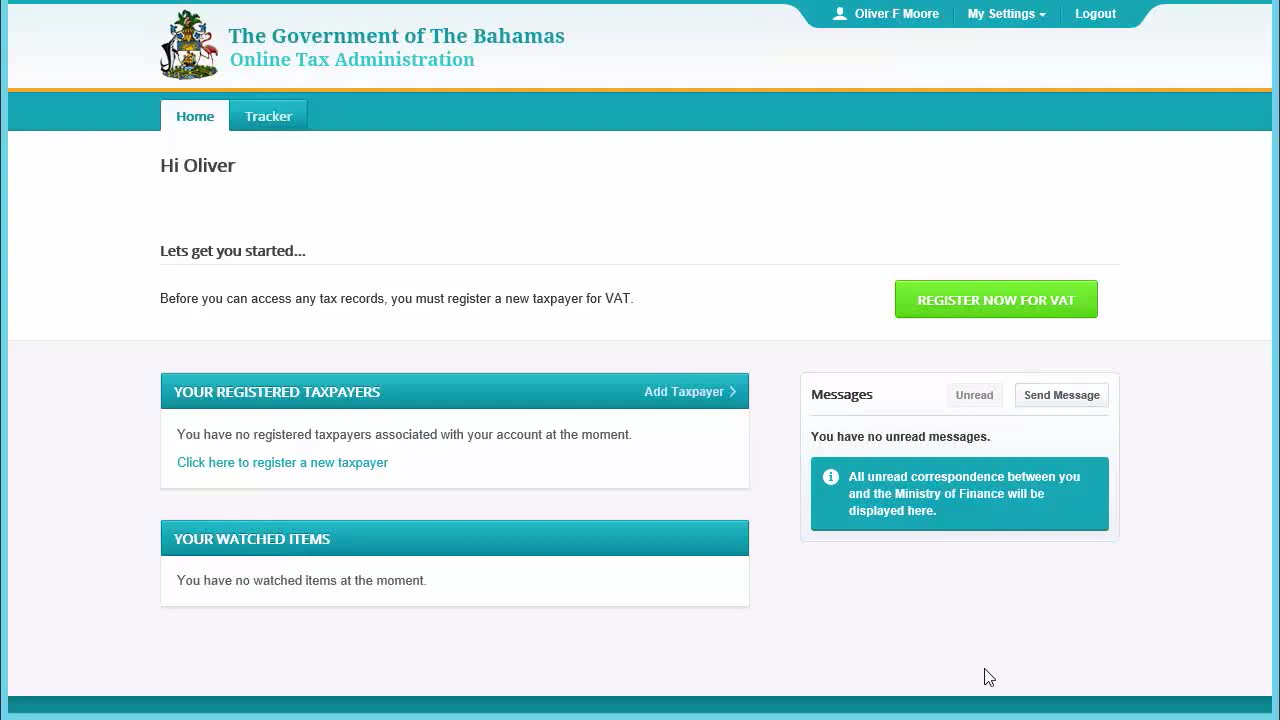 Oliver F Moore
My Settings
Logout
The Government of The Bahamas
Online Tax Administration
Home
Tracker
Hi Oliver
Lets get you started...
Before you can access any tax records, you must register a new taxpayer for VAT.
REGISTER NOW FOR VAT
YOUR REGISTERED TAXPAYERS
Add Taxpayer
You have no registered taxpayers associated with your account at the moment.
Click here to register a new taxpayer
YOUR WATCHED ITEMS
You have no watched items at the moment.
Messages
Unread
Send Message
You have no unread messages.
All unread correspondence between you
and the Ministry of Finance will be
displayed here.